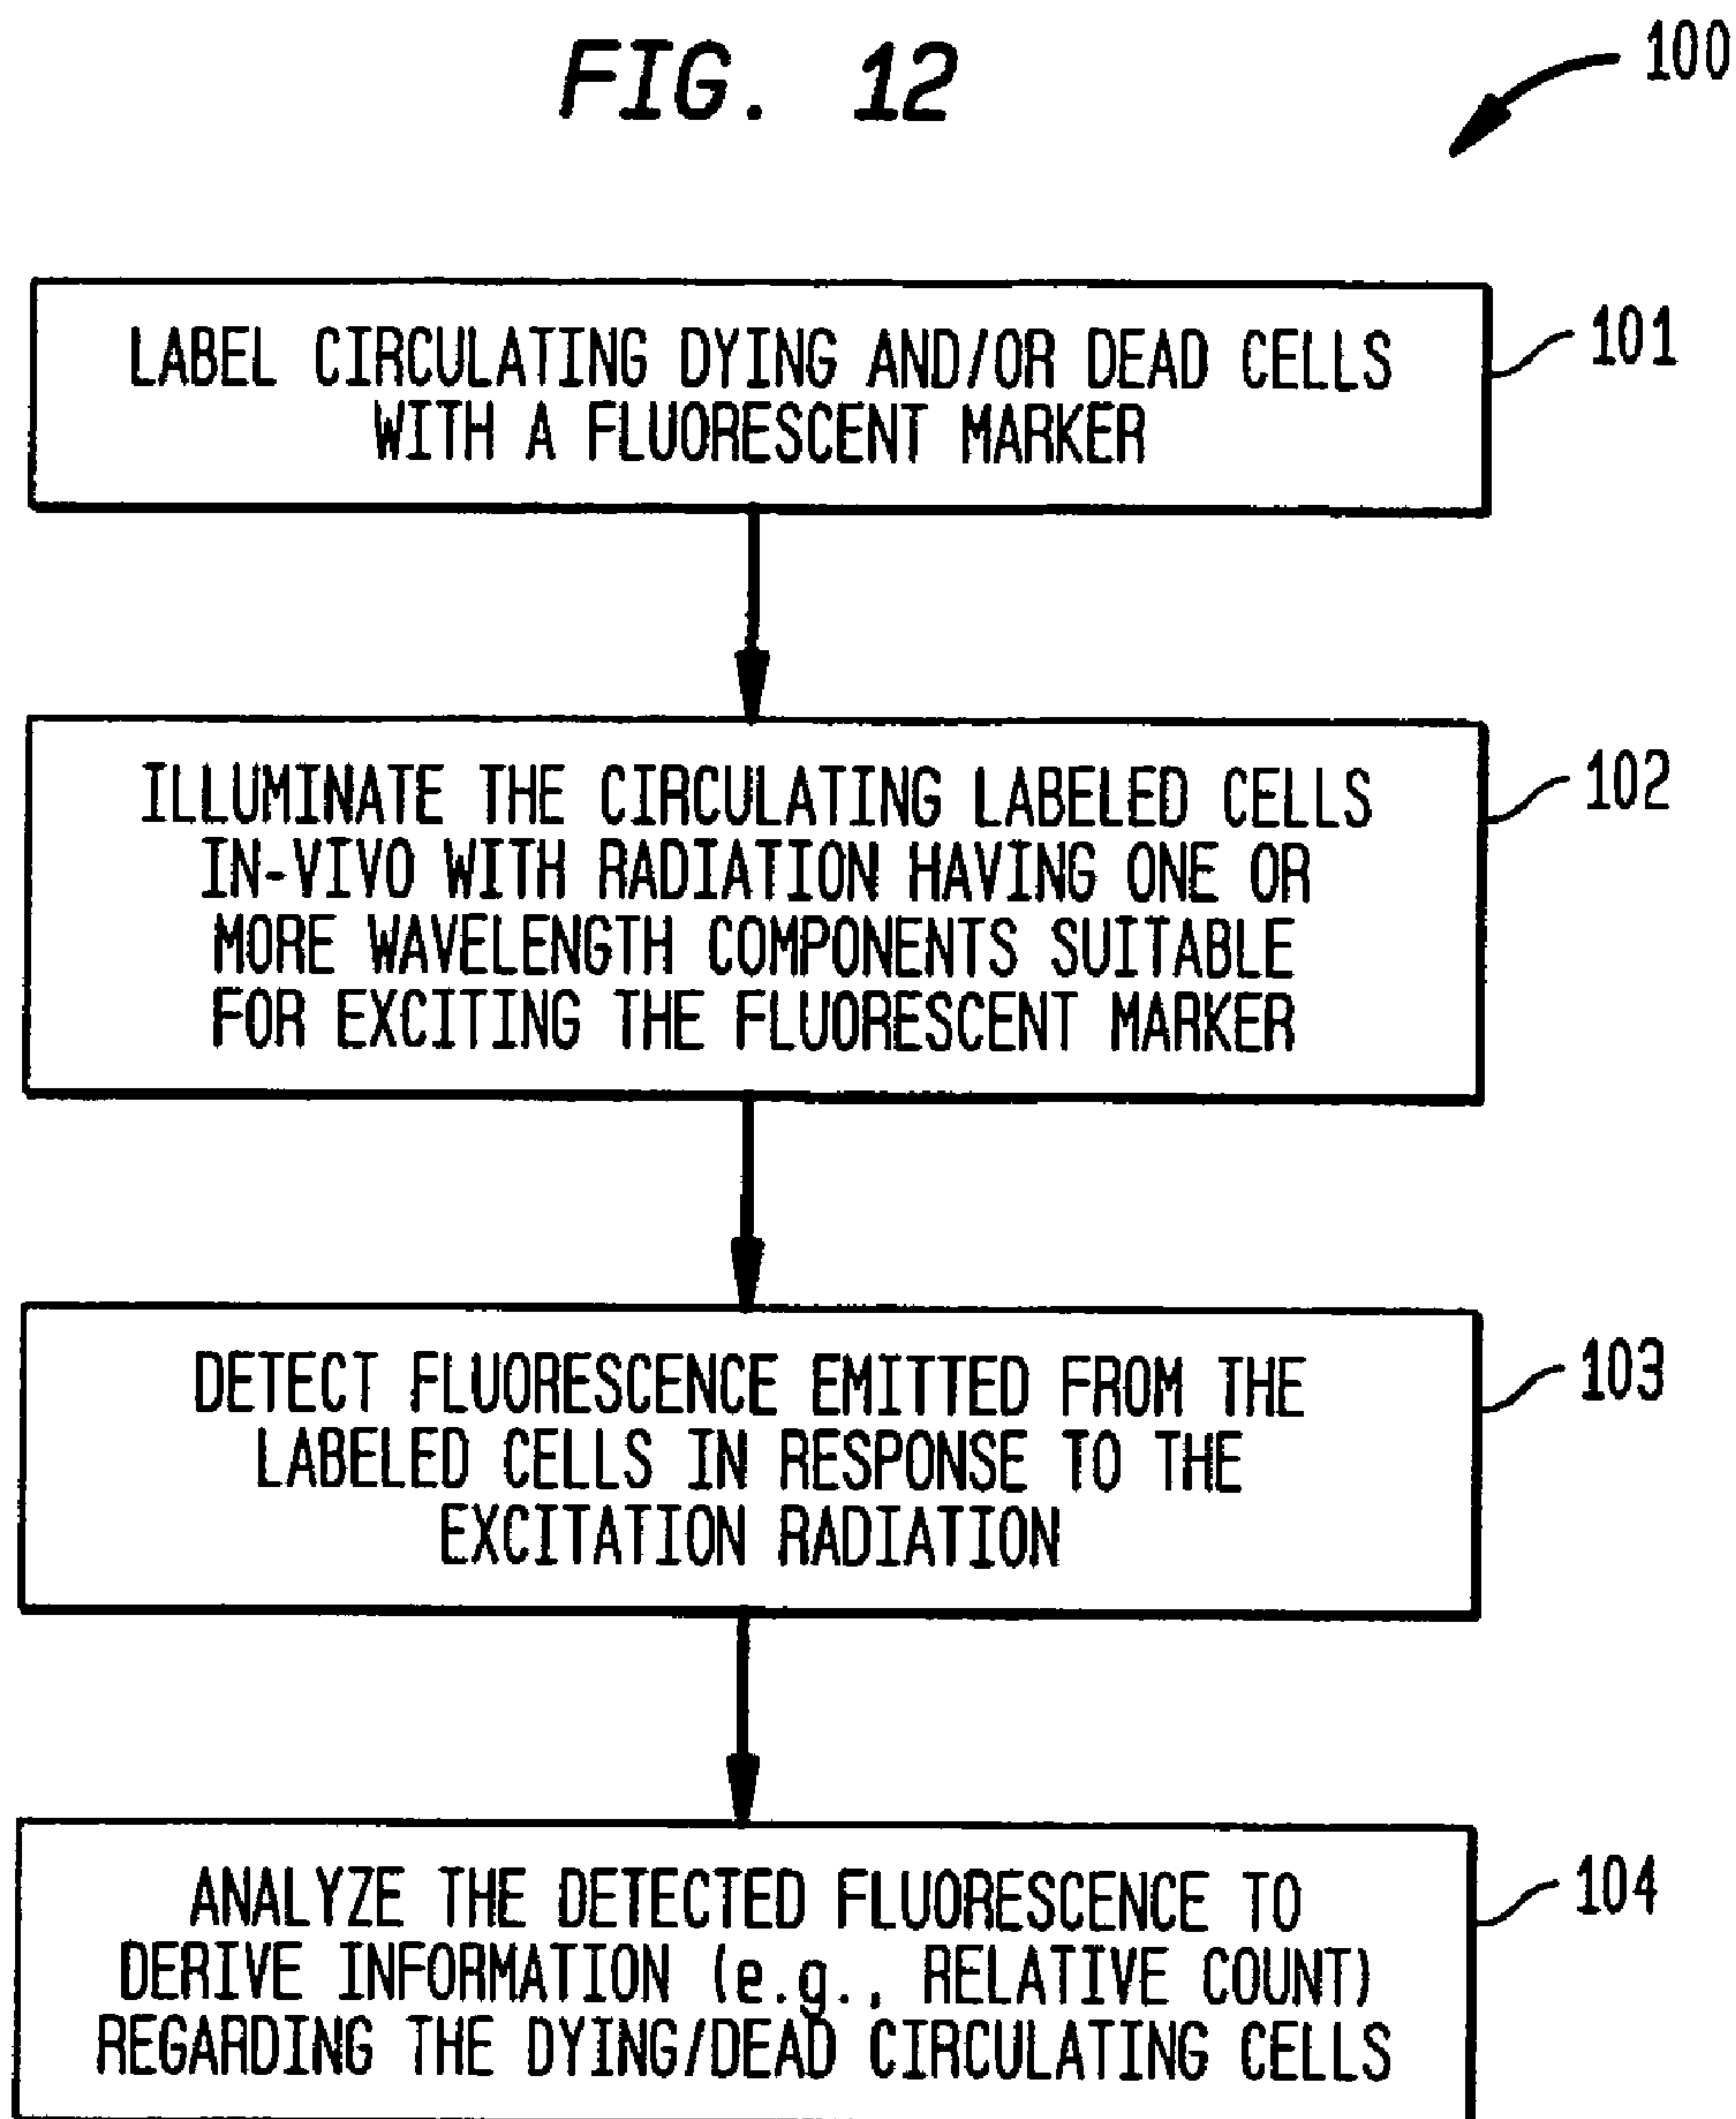 FIG. 12
100
LABEL CIRCULATING DYING AND/OR DEAD CELLS
WITH A FLUORESCENT MARKER
101
ILLUMINATE THE CIRCULATING LABELED CELLS
IN-VIVO WITH RADIATION HAVING ONE OR
MORE WAVELENGTH COMPONENTS SUITABLE
FOR EXCITING THE FLUORESCENT MARKER
102
DETECT FLUORESCENCE EMITTED FROM THE
LABELED CELLS IN RESPONSE TO THE
EXCITATION RADIATION
103
ANALYZE THE DETECTED FLUORESCENCE TO
DERIVE INFORMATION (e.g., RELATIVE COUNT)
REGARDING THE DYING/DEAD CIRCULATING CELLS
104